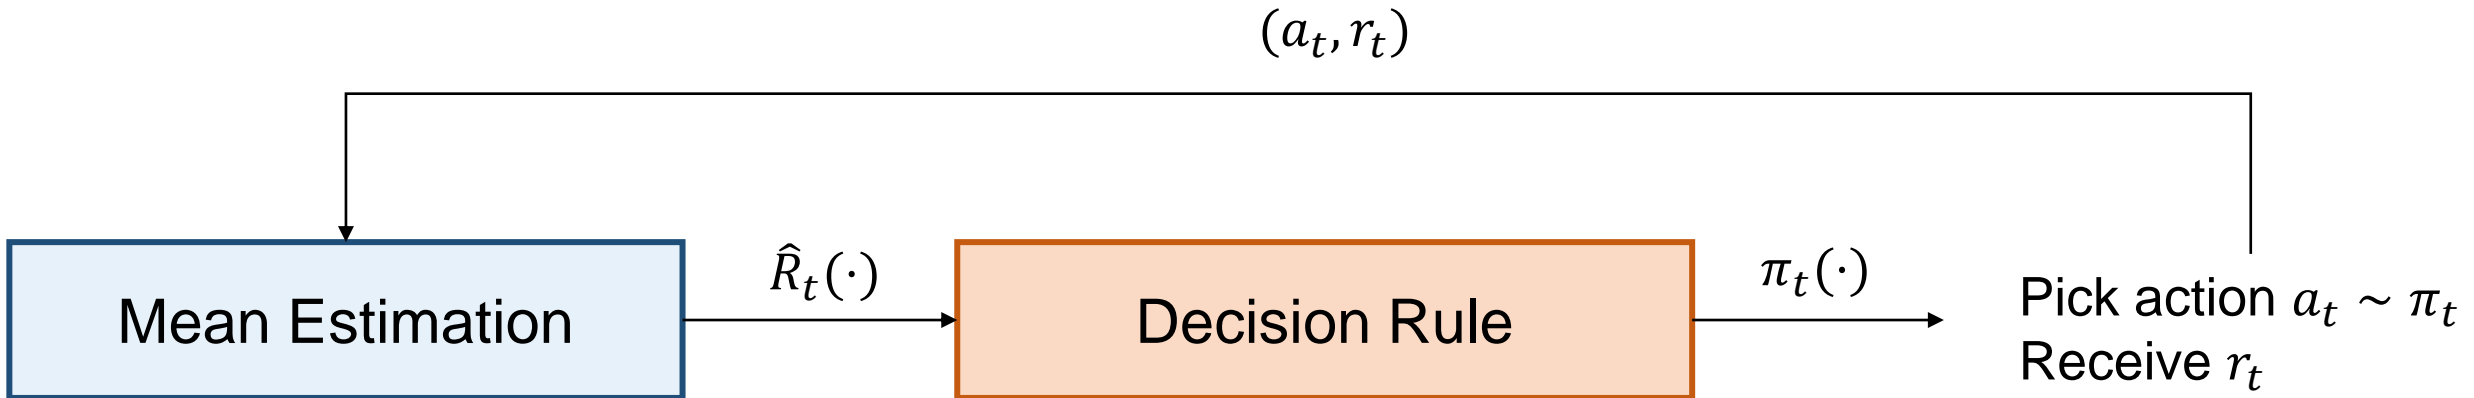 (a_t, r_t)
R̂_t(·)
π_t(·)
Mean Estimation
Decision Rule
Pick action a_t ~ π_t
Receive r_t